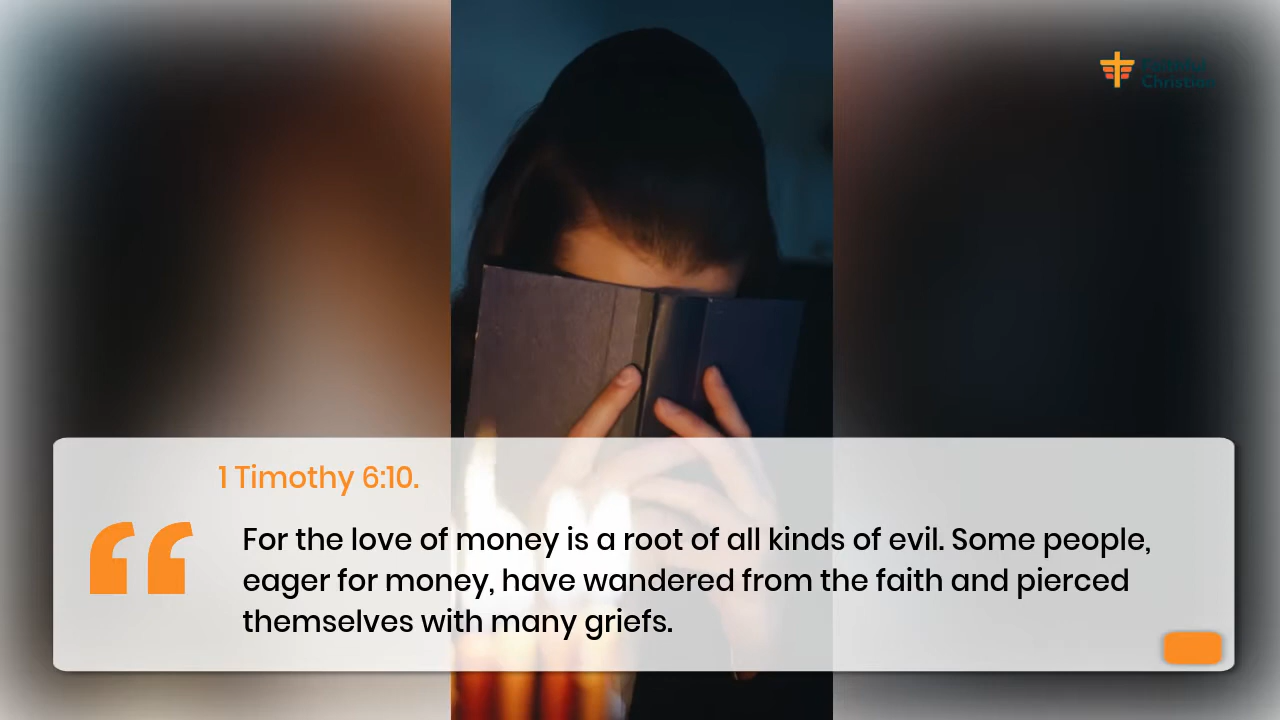 Christian
1 Timothy 6:10.
For the love of money is a root of all kinds of evil. Some people,
eager for money, have wandered from the faith and pierced
themselves with many griefs.